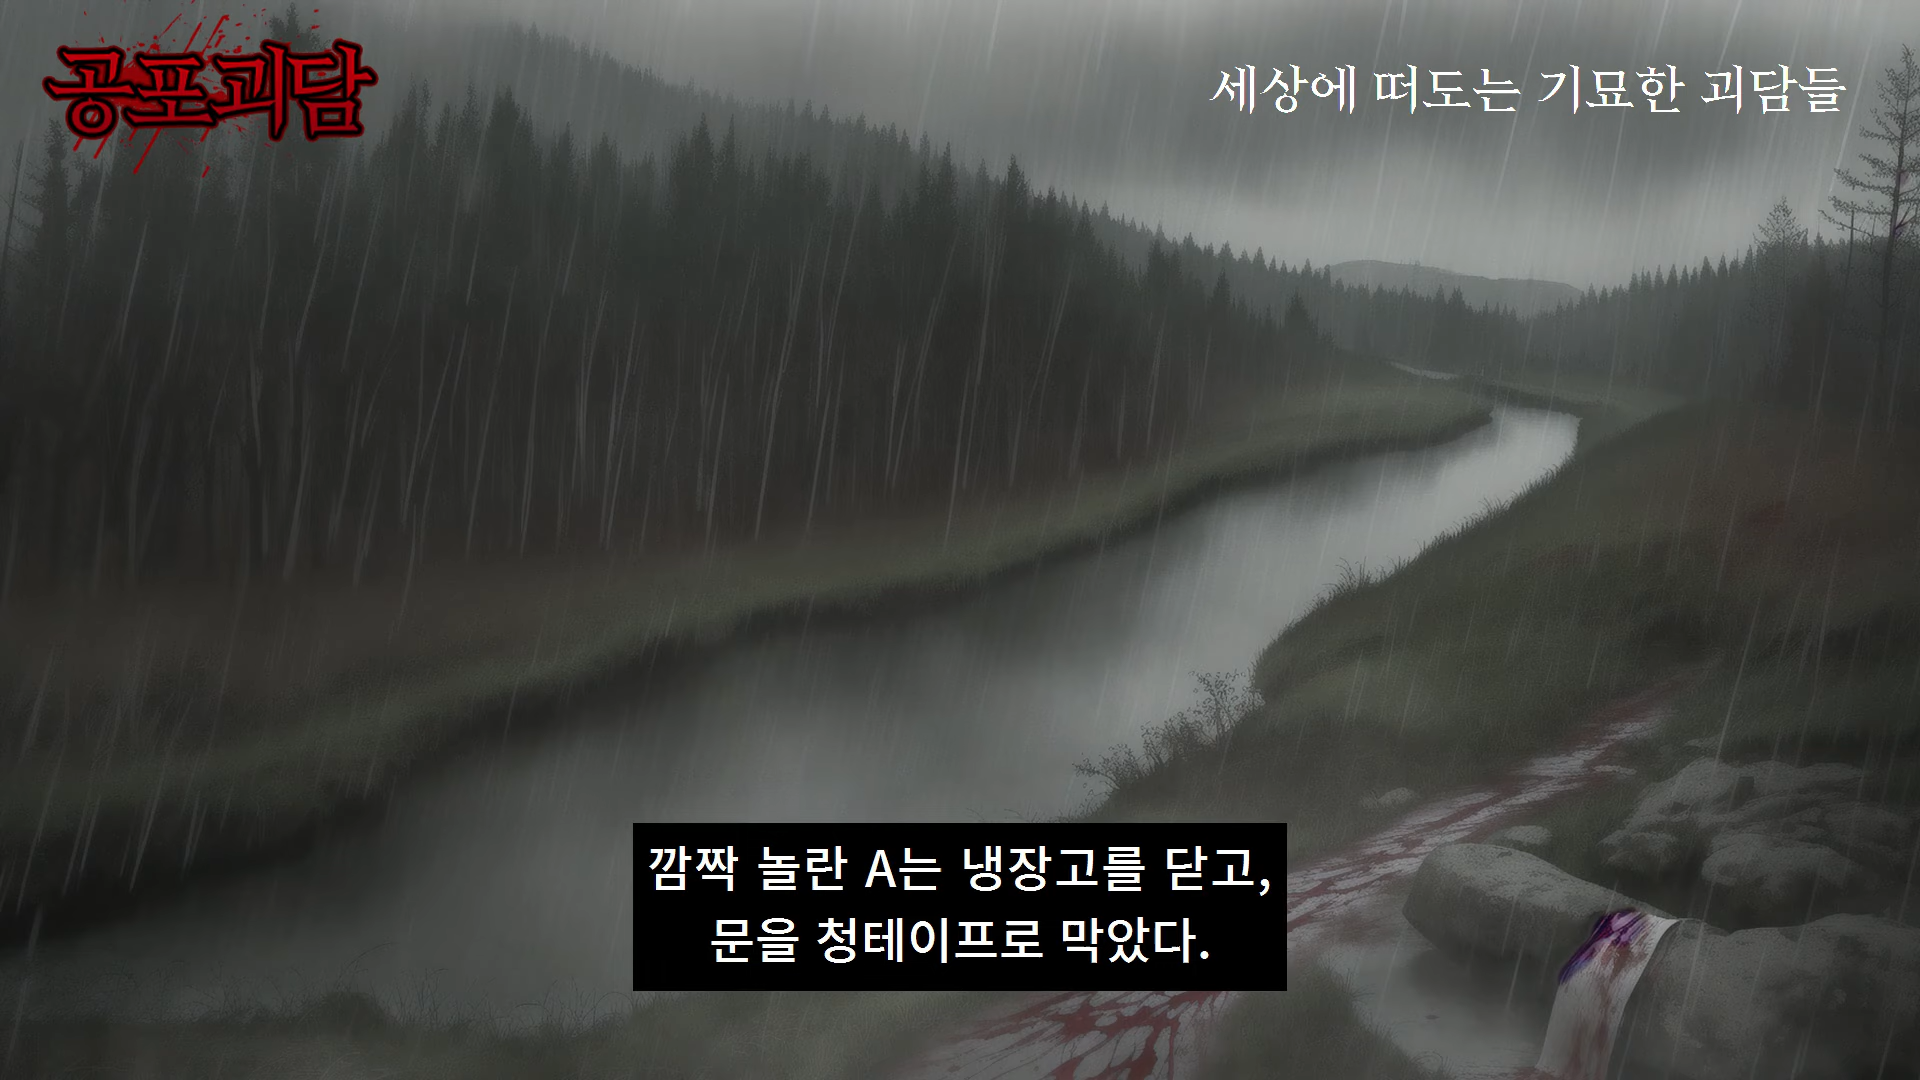 공포괴담
세상에 떠도는 기묘한 괴담들
깜짝 놀란 A는 냉장고를 닫고,
문을 청테이프로 막았다.